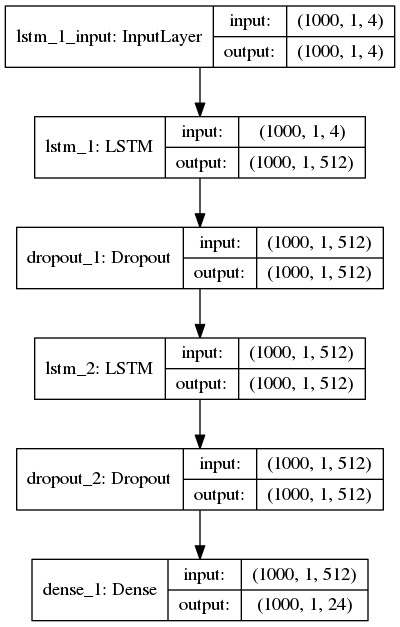 lstm_1_input: InputLayer
input: (1000, 1, 4)
output: (1000, 1, 4)
lstm_1: LSTM
input: (1000, 1, 4)
output: (1000, 1, 512)
dropout_1: Dropout
input: (1000, 1, 512)
output: (1000, 1, 512)
lstm_2: LSTM
input: (1000, 1, 512)
output: (1000, 1, 512)
dropout_2: Dropout
input: (1000, 1, 512)
output: (1000, 1, 512)
dense_1: Dense
input: (1000, 1, 512)
output: (1000, 1, 24)